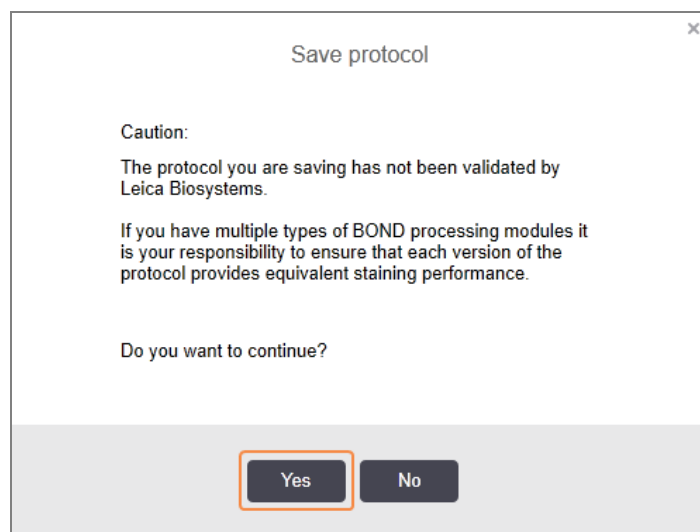 Save protocol
Caution:
The protocol you are saving has not been validated by
Leica Biosystems.
If you have multiple types of BOND processing modules it
is your responsibility to ensure that each version of the
protocol provides equivalent staining performance.
Do you want to continue?
Yes No